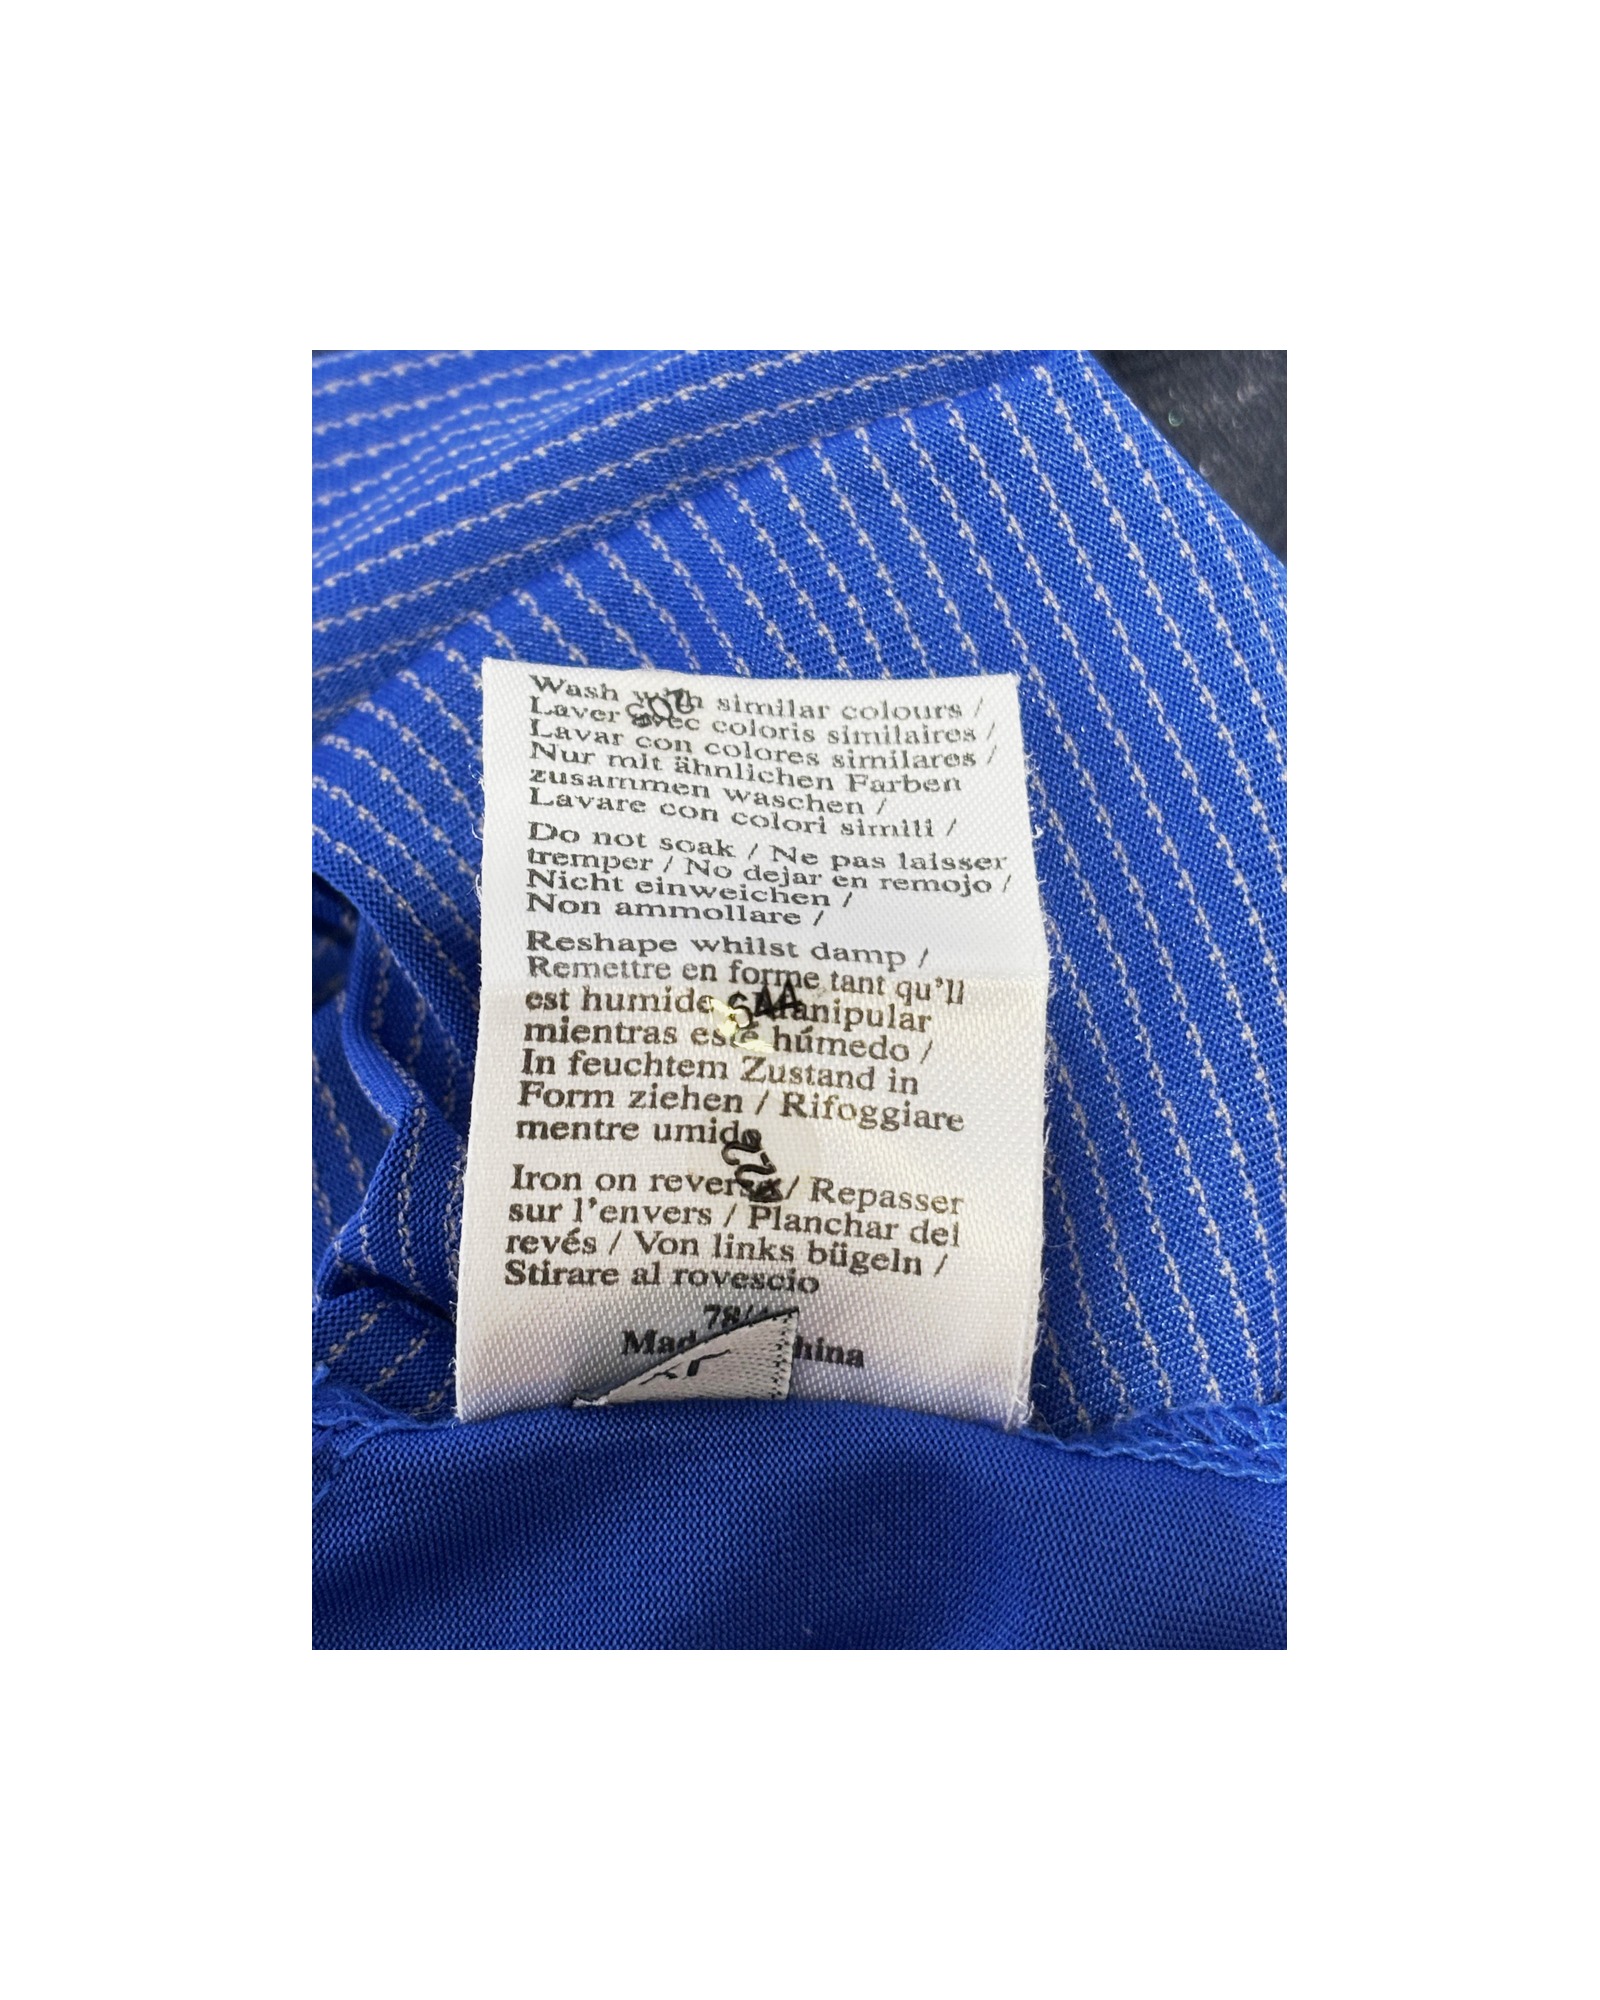 Wash with similar colours /
Laver avec coloris similaires /
Lavar con colores similares /
Nur mit ähnlichen Farben
zusammen waschen /
Lavare con colori simili /
Do not soak / Ne pas laisser
tremper / No dejar en remojo /
Nicht einweichen /
Non ammollare /
Reshape whilst damp /
Remettre en forme tant qu'il
est humide / Manipular
mientras esté húmedo /
In feuchtem Zustand in
Form ziehen / Rifoggiare
mentre umido
Iron on reverse / Repasser
sur l'envers / Planchar del
revés / Von links bügeln /
Stirare al rovescio
78/
Made China